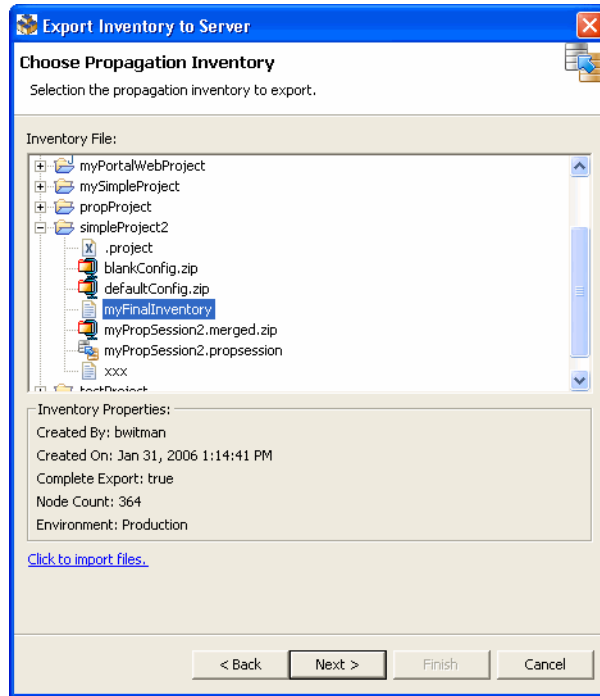 Export Inventory to Server
Choose Propagation Inventory
Selection the propagation inventory to export.
Inventory File:
myPortalWebProject
mySimpleProject
propProject
simpleProject2
.project
blankConfig.zip
defaultConfig.zip
myFinalInventory
myPropSession2.merged.zip
myPropSession2.propsession
xxx
testProject
Inventory Properties:
Created By: bwitman
Created On: Jan 31, 2006 1:14:41 PM
Complete Export: true
Node Count: 364
Environment: Production
Click to import files.
< Back Next > Finish Cancel